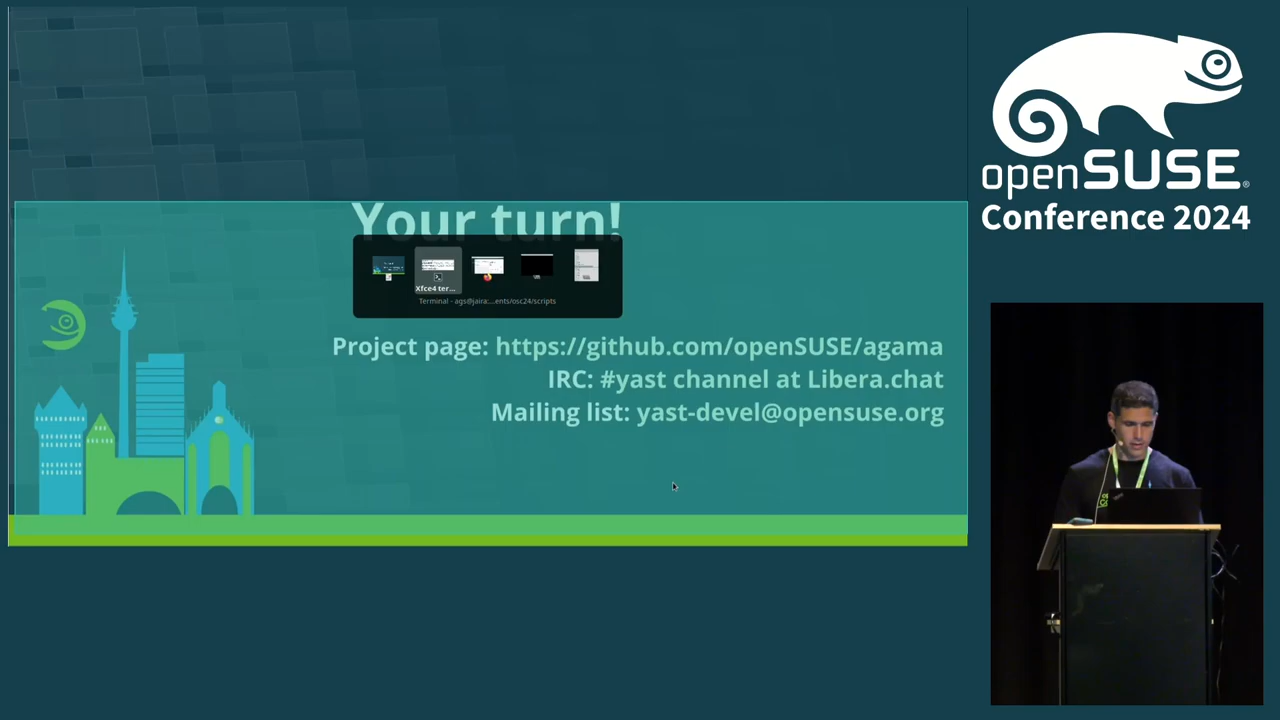 Your turn!
Xfce4 ter...
Terminal - ags@jaira:...ents/osc24/scripts
Project page: https://github.com/openSUSE/agama
IRC: #yast channel at Libera.chat
Mailing list: yast-devel@opensuse.org
openSUSE®
Conference 2024